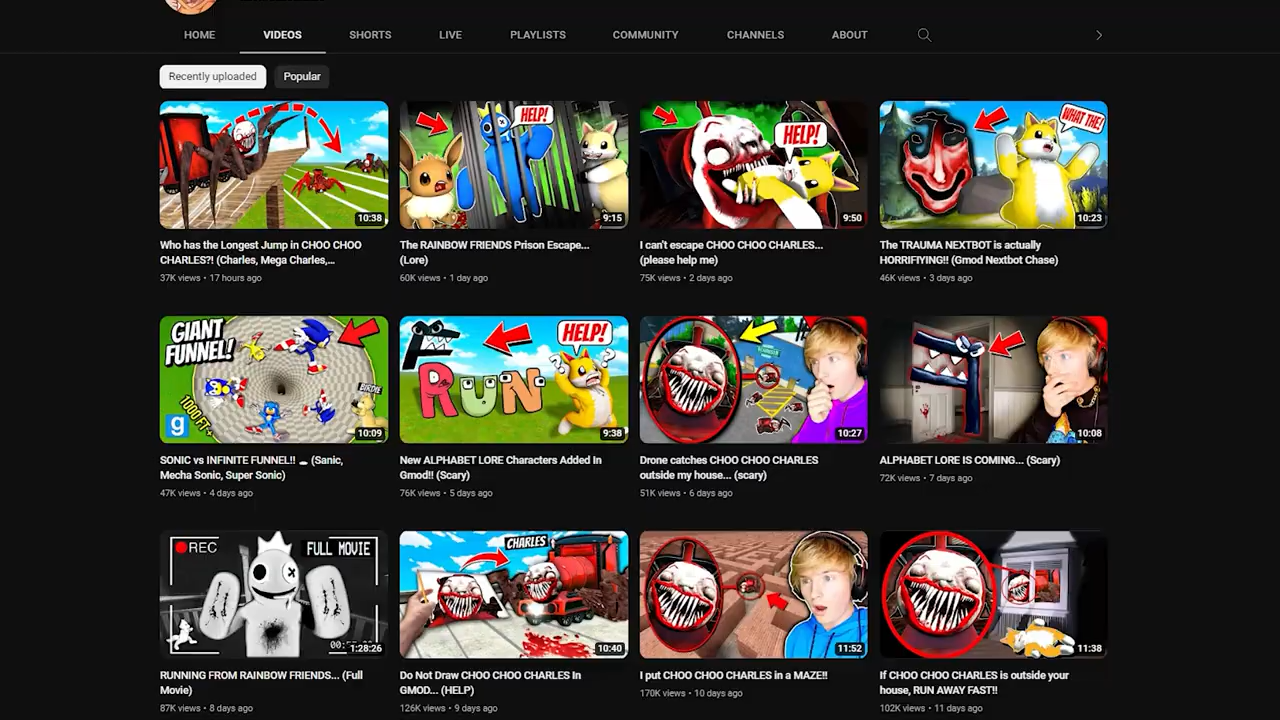 HOME VIDEOS SHORTS LIVE PLAYLISTS COMMUNITY CHANNELS ABOUT
Recently uploaded Popular
10:38
HELP!
9:15
HELP!
9:50
WHAT THE!
10:23
Who has the Longest Jump in CHOO CHOO
CHARLES?! (Charles, Mega Charles,...
37K views • 17 hours ago
The RAINBOW FRIENDS Prison Escape...
(Lore)
60K views • 1 day ago
I can't escape CHOO CHOO CHARLES...
(please help me)
75K views • 2 days ago
The TRAUMA NEXTBOT is actually
HORRIFIYING!! (Gmod Nextbot Chase)
46K views • 3 days ago
GIANT
FUNNEL!
BIRDIE
1000 FT
g
10:09
HELP!
F
RUN
9:38
10:27
10:08
SONIC vs INFINITE FUNNEL!! 🕳 (Sanic,
Mecha Sonic, Super Sonic)
47K views • 4 days ago
New ALPHABET LORE Characters Added In
Gmod!! (Scary)
76K views • 5 days ago
Drone catches CHOO CHOO CHARLES
outside my house... (scary)
51K views • 6 days ago
ALPHABET LORE IS COMING... (Scary)
72K views • 7 days ago
REC
FULL MOVIE
1:28:26
CHARLES
10:40
11:52
11:38
RUNNING FROM RAINBOW FRIENDS... (Full
Movie)
87K views • 8 days ago
Do Not Draw CHOO CHOO CHARLES In
GMOD... (HELP)
126K views • 9 days ago
I put CHOO CHOO CHARLES in a MAZE!!
170K views • 10 days ago
If CHOO CHOO CHARLES is outside your
house, RUN AWAY FAST!!
102K views • 11 days ago